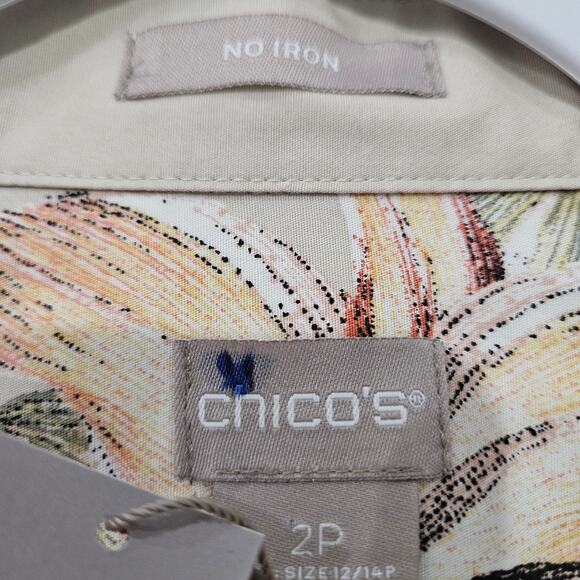 NO IRON
CHICO'S®
2P
SIZE 12/14P